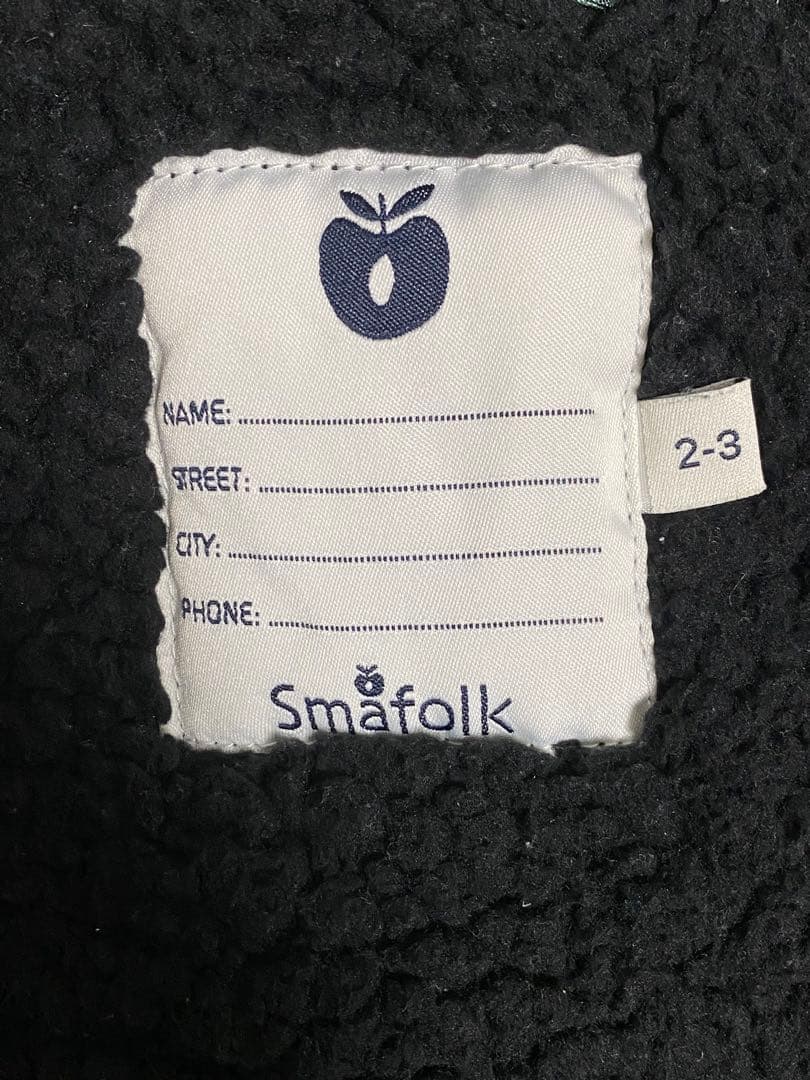 NAME:
STREET:
CITY:
PHONE:
2-3
Småfolk